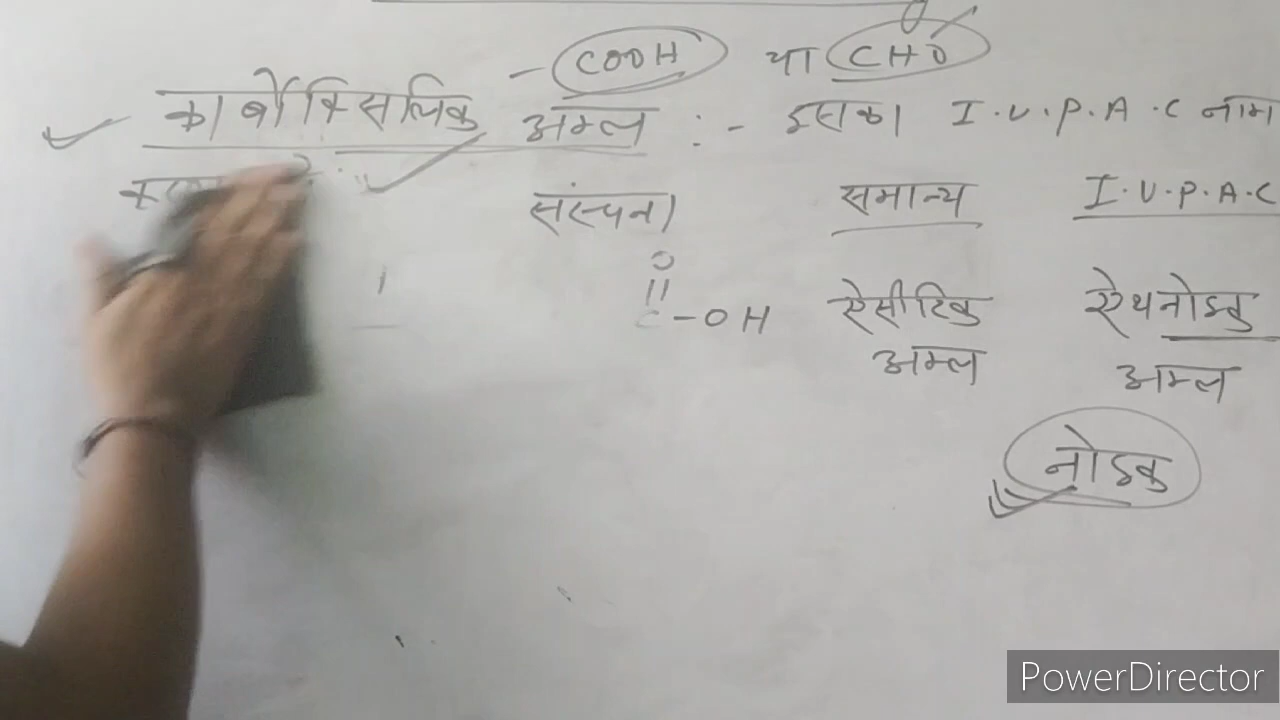 - COOH या CHO
कार्बोक्सिलिक अम्ल :- इसका I.U.P.A.C नाम
संरचना समान्य I.U.P.A.C
O
||
C-OH ऐसीटिक ऐथनोइक
अम्ल अम्ल
नोइक
PowerDirector